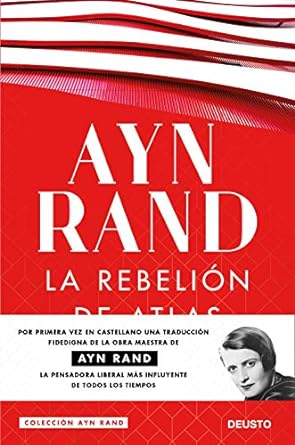 AYN
RAND
LA REBELIÓN
DE ATLAS
POR PRIMERA VEZ EN CASTELLANO UNA TRADUCCIÓN
FIDEDIGNA DE LA OBRA MAESTRA DE
AYN RAND
LA PENSADORA LIBERAL MÁS INFLUYENTE
DE TODOS LOS TIEMPOS
COLECCIÓN AYN RAND
DEUSTO